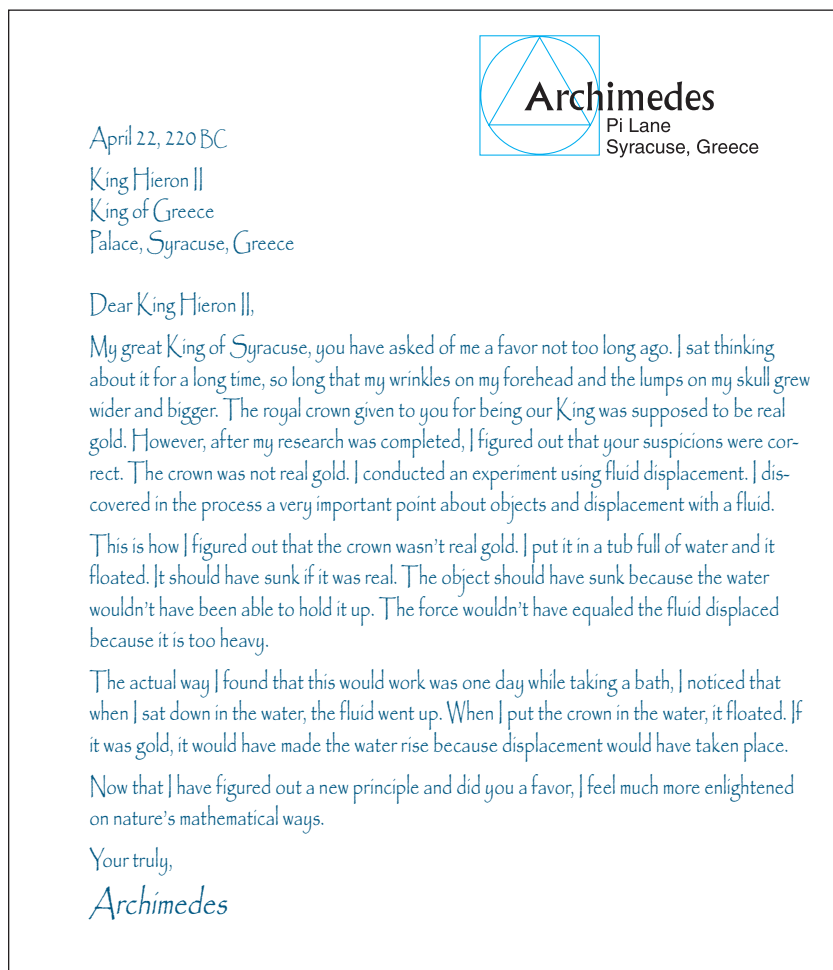 Archimedes
Pi Lane
Syracuse, Greece
April 22, 220 BC
King Hieron II
King of Greece
Palace, Syracuse, Greece
Dear King Hieron II,
My great King of Syracuse, you have asked of me a favor not too long ago. I sat thinking
about it for a long time, so long that my wrinkles on my forehead and the lumps on my skull grew
wider and bigger. The royal crown given to you for being our King was supposed to be real
gold. However, after my research was completed, I figured out that your suspicions were cor-
rect. The crown was not real gold. I conducted an experiment using fluid displacement. I dis-
covered in the process a very important point about objects and displacement with a fluid.
This is how I figured out that the crown wasn't real gold. I put it in a tub full of water and it
floated. It should have sunk if it was real. The object should have sunk because the water
wouldn't have been able to hold it up. The force wouldn't have equaled the fluid displaced
because it is too heavy.
The actual way I found that this would work was one day while taking a bath, I noticed that
when I sat down in the water, the fluid went up. When I put the crown in the water, it floated. If
it was gold, it would have made the water rise because displacement would have taken place.
Now that I have figured out a new principle and did you a favor, I feel much more enlightened
on nature's mathematical ways.
Your truly,
Archimedes